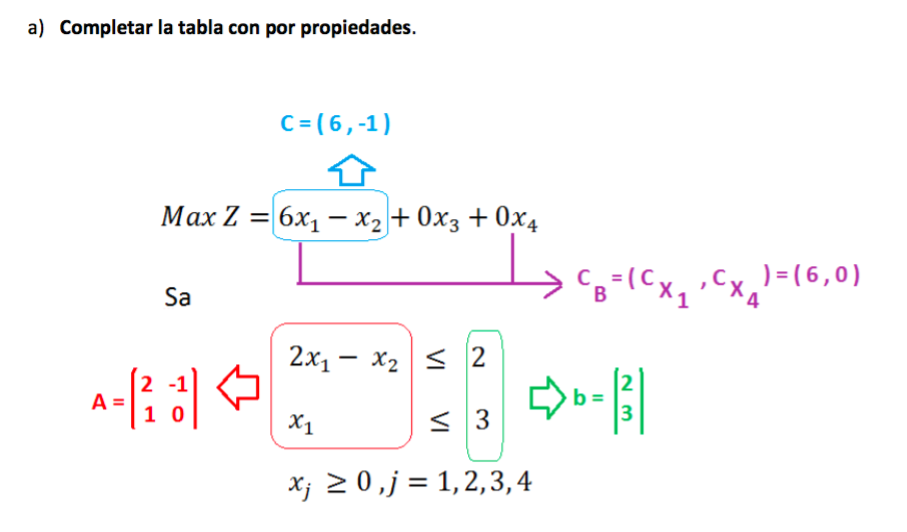 a) Completar la tabla con por propiedades.
C = ( 6 , -1 )
Max Z = 6x₁ − x₂ + 0x₃ + 0x₄
C_B = ( C_X₁ , C_X₄ ) = ( 6 , 0 )
Sa
2x₁ − x₂ ≤ 2
A = 2 -1
1 0
b = 2
3
x₁ ≤ 3
xⱼ ≥ 0 , j = 1, 2, 3, 4